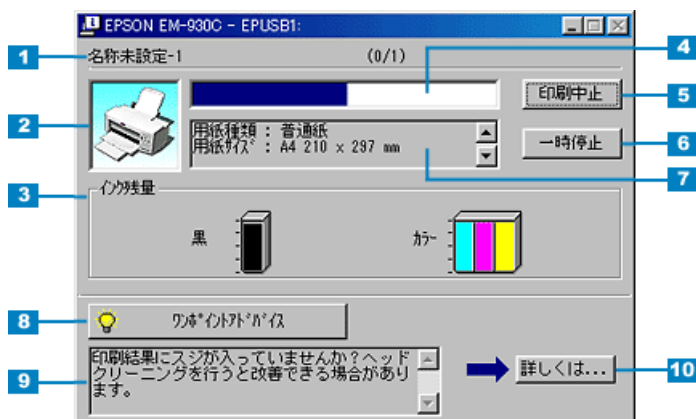 EPSON EM-930C - EPUSB1:
1
名称未設定-1
(0/1)
4
2
印刷中止
5
用紙種類 : 普通紙
用紙ｻｲｽﾞ : A4 210 x 297 mm
一時停止
6
7
3
ｲﾝｸ残量
黒
ｶﾗｰ
8
ﾜﾝﾎﾟｲﾝﾄｱﾄﾞﾊﾞｲｽ
9
印刷結果にスジが入っていませんか？ヘッド
クリーニングを行うと改善できる場合があり
ます。
詳しくは...
10